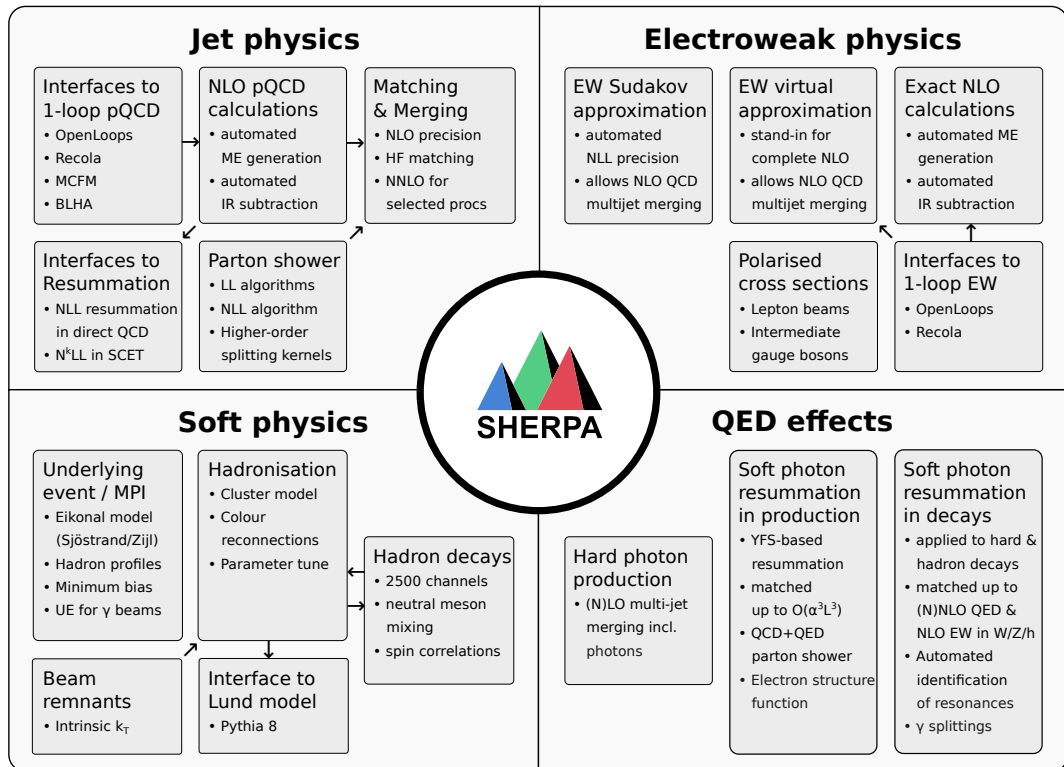 Jet physics
Interfaces to
1-loop pQCD
• OpenLoops
• Recola
• MCFM
• BLHA
NLO pQCD
calculations
• automated
ME generation
• automated
IR subtraction
Matching
& Merging
• NLO precision
• HF matching
• NNLO for
selected procs
Interfaces to
Resummation
• NLL resummation
in direct QCD
• NᵏLL in SCET
Parton shower
• LL algorithms
• NLL algorithm
• Higher-order
splitting kernels
Electroweak physics
EW Sudakov
approximation
• automated
NLL precision
• allows NLO QCD
multijet merging
EW virtual
approximation
• stand-in for
complete NLO
• allows NLO QCD
multijet merging
Exact NLO
calculations
• automated ME
generation
• automated
IR subtraction
Polarised
cross sections
• Lepton beams
• Intermediate
gauge bosons
Interfaces to
1-loop EW
• OpenLoops
• Recola
SHERPA
Soft physics
Underlying
event / MPI
• Eikonal model
(Sjöstrand/Zijl)
• Hadron profiles
• Minimum bias
• UE for γ beams
Hadronisation
• Cluster model
• Colour
reconnections
• Parameter tune
Hadron decays
• 2500 channels
• neutral meson
mixing
• spin correlations
Beam
remnants
• Intrinsic k_T
Interface to
Lund model
• Pythia 8
QED effects
Hard photon
production
• (N)LO multi-jet
merging incl.
photons
Soft photon
resummation
in production
• YFS-based
resummation
• matched
up to O(α³L³)
• QCD+QED
parton shower
• Electron structure
function
Soft photon
resummation
in decays
• applied to hard &
hadron decays
• matched up to
(N)NLO QED &
NLO EW in W/Z/h
• Automated
identification
of resonances
• γ splittings